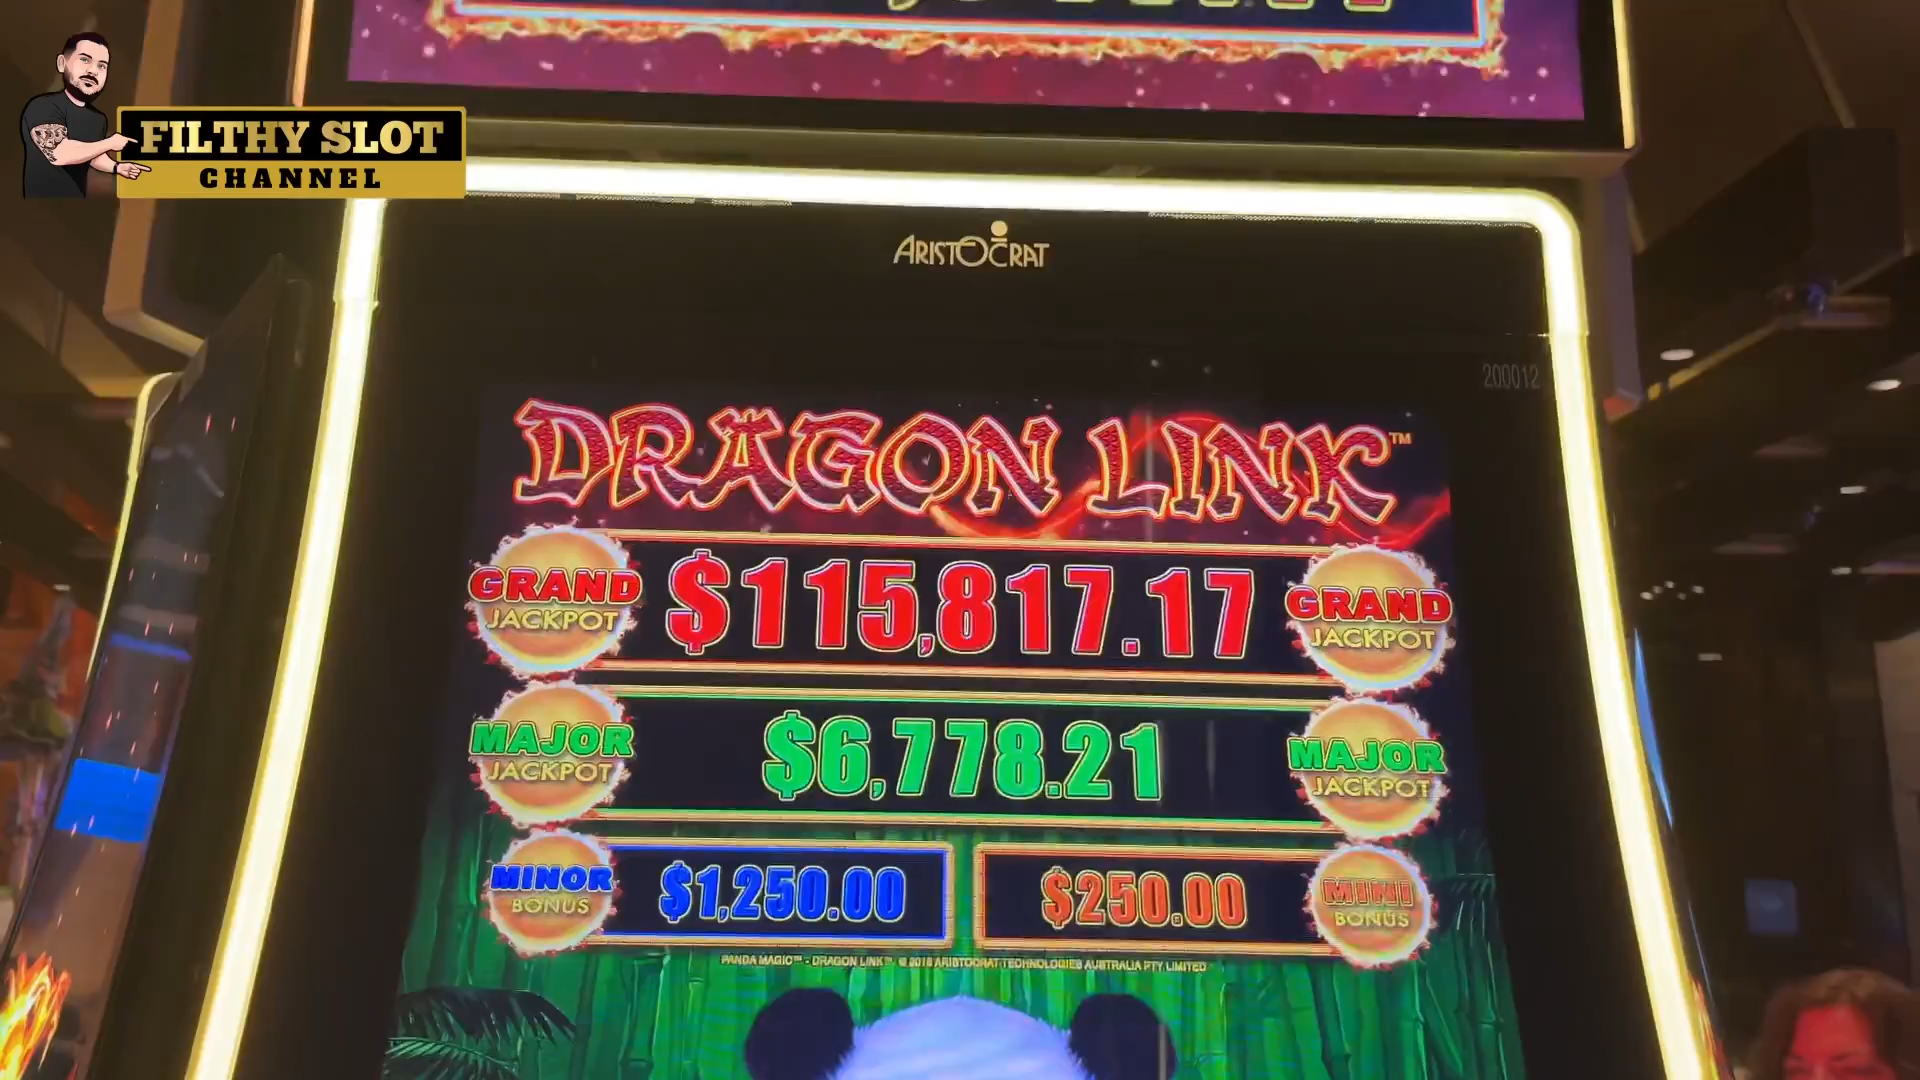 FILTHY SLOT
CHANNEL
ARISTOCRAT
200012
DRAGON LINK™
GRAND JACKPOT
$115,817.17
GRAND JACKPOT
MAJOR JACKPOT
$6,778.21
MAJOR JACKPOT
MINOR BONUS
$1,250.00
$250.00
MINI BONUS
PANDA MAGIC™ - DRAGON LINK™ © 2018 ARISTOCRAT TECHNOLOGIES AUSTRALIA PTY LIMITED